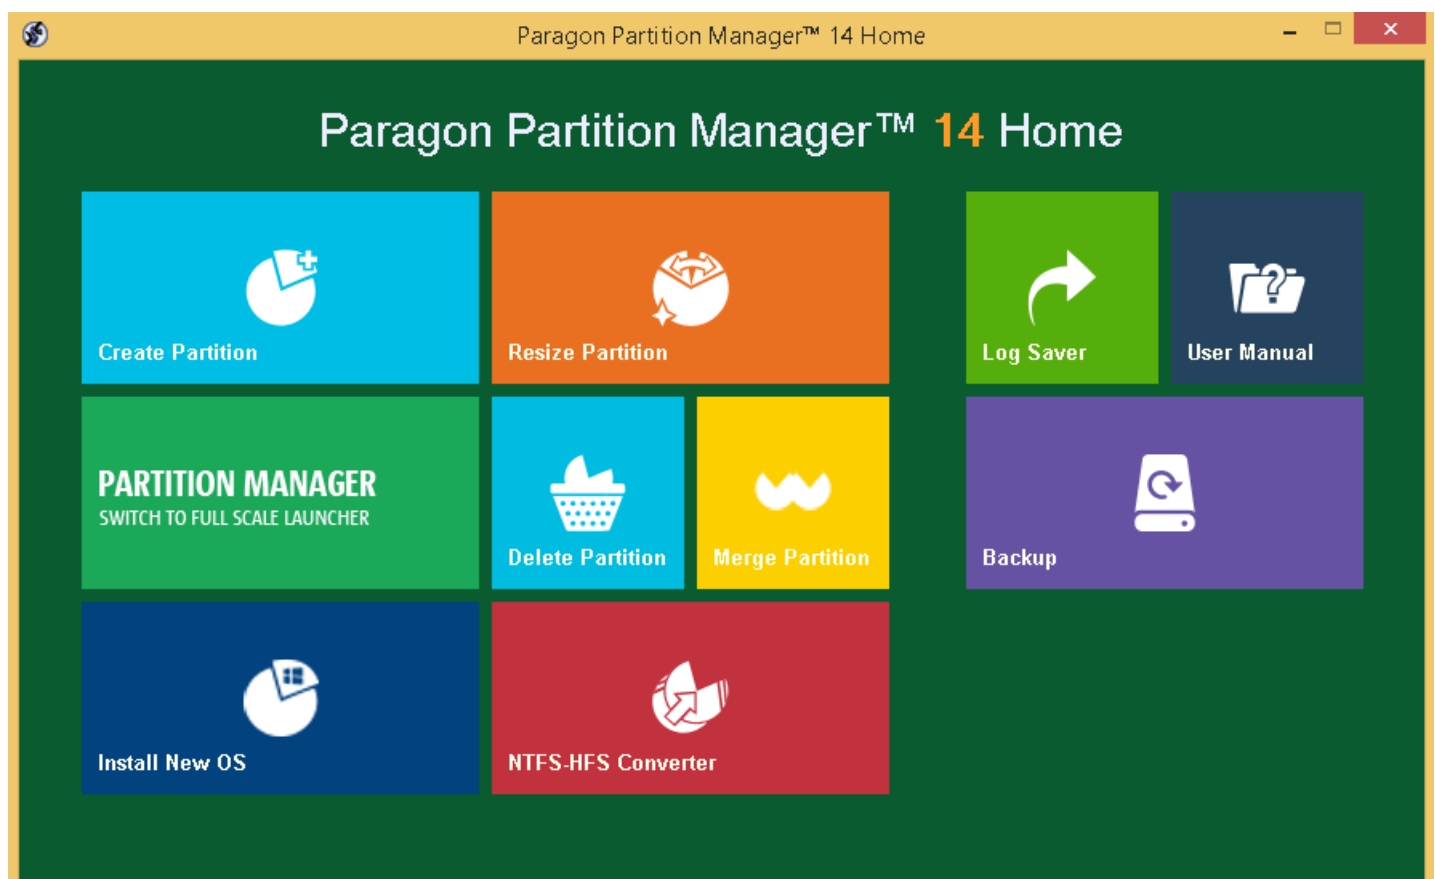 Paragon Partition Manager™ 14 Home
Paragon Partition Manager™ 14 Home
Create Partition
Resize Partition
Log Saver
User Manual
PARTITION MANAGER
SWITCH TO FULL SCALE LAUNCHER
Delete Partition
Merge Partition
Backup
Install New OS
NTFS-HFS Converter